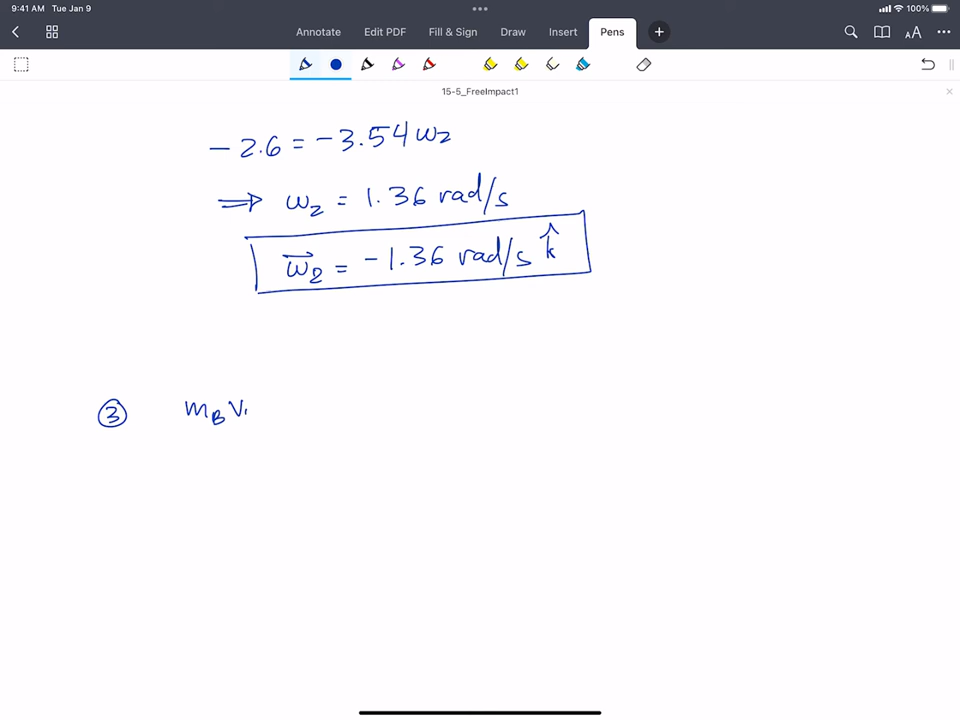 9:41 AM Tue Jan 9 100%
Annotate Edit PDF Fill & Sign Draw Insert Pens
15-5_FreeImpact1
-2.6 = -3.54 ω₂
⇒ ω₂ = 1.36 rad/s
ω⃗₂ = -1.36 rad/s k̂
③ m_B V